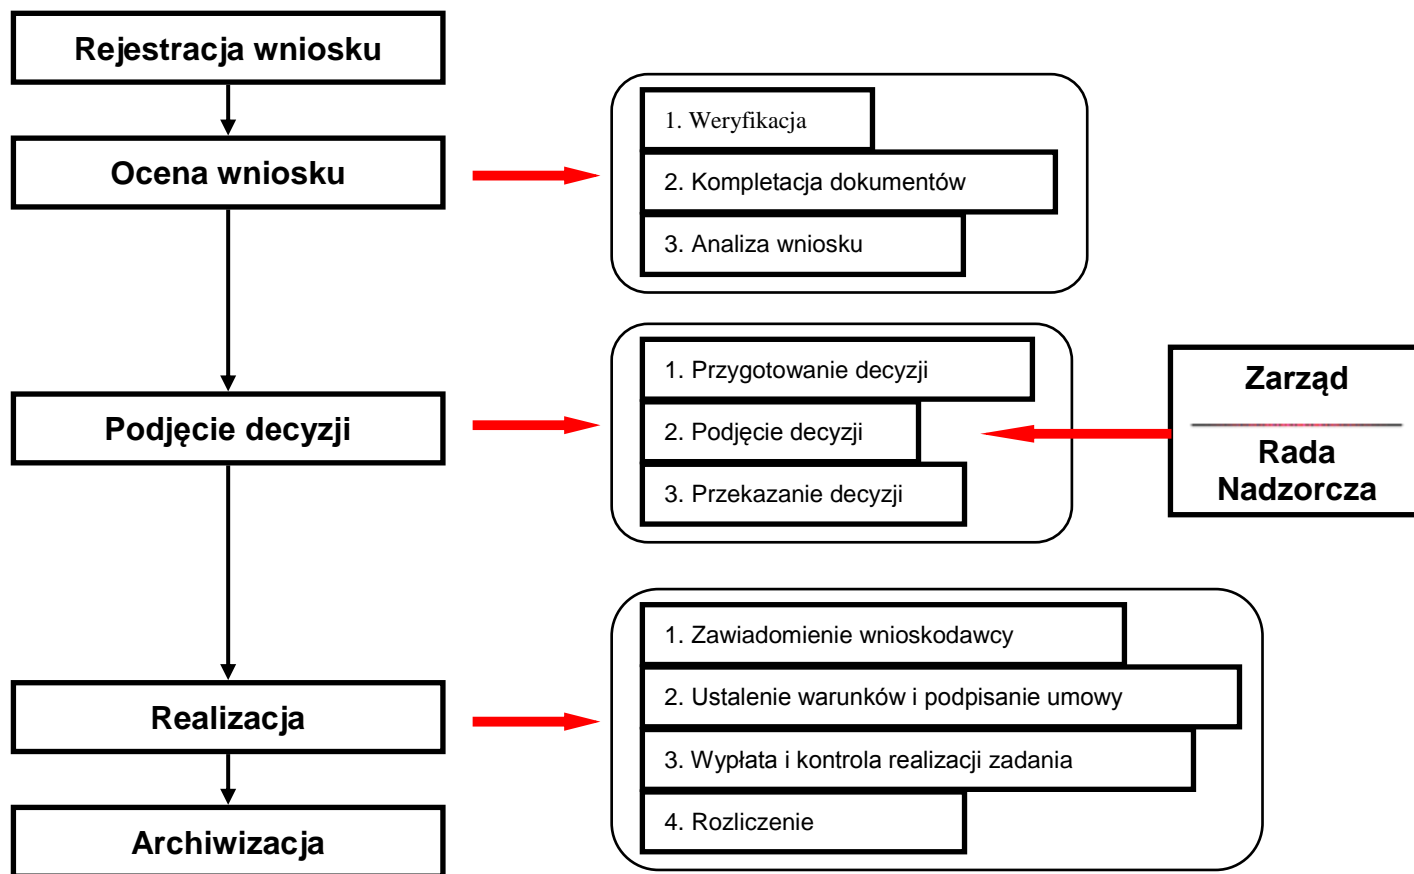 Rejestracja wniosku
Ocena wniosku
1. Weryfikacja
2. Kompletacja dokumentów
3. Analiza wniosku
Podjęcie decyzji
1. Przygotowanie decyzji
2. Podjęcie decyzji
3. Przekazanie decyzji
Zarząd
Rada
Nadzorcza
Realizacja
1. Zawiadomienie wnioskodawcy
2. Ustalenie warunków i podpisanie umowy
3. Wypłata i kontrola realizacji zadania
4. Rozliczenie
Archiwizacja